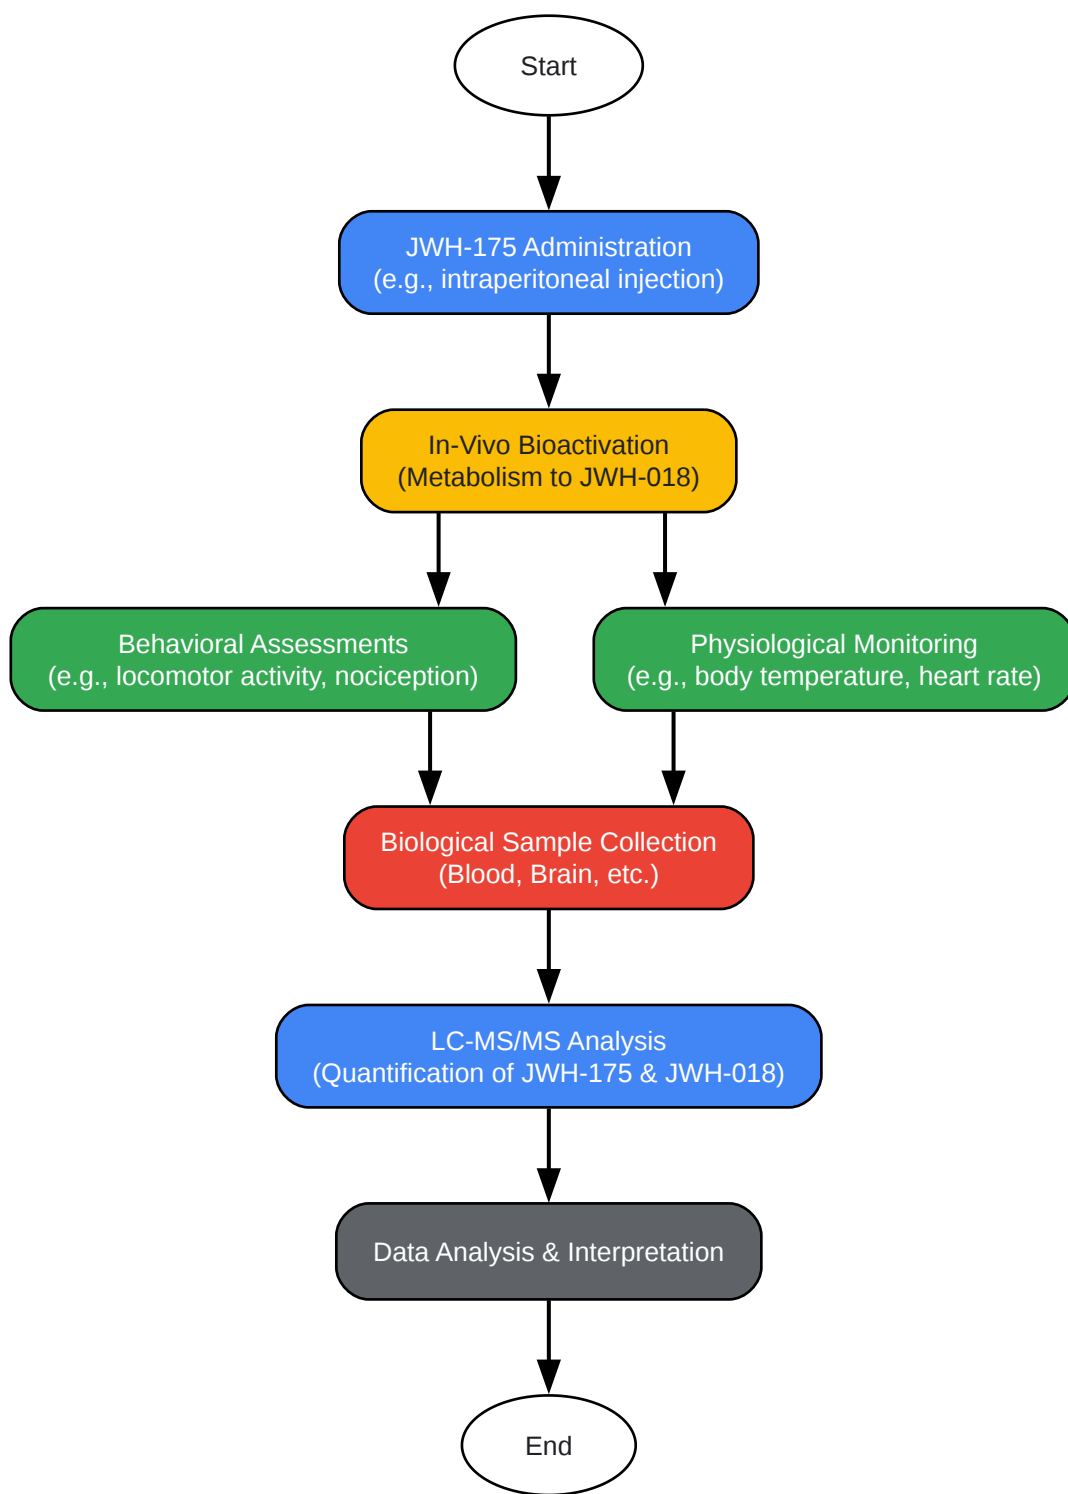 Start
JWH-175 Administration
(e.g., intraperitoneal injection)
In-Vivo Bioactivation
(Metabolism to JWH-018)
Behavioral Assessments
(e.g., locomotor activity, nociception)
Physiological Monitoring
(e.g., body temperature, heart rate)
Biological Sample Collection
(Blood, Brain, etc.)
LC-MS/MS Analysis
(Quantification of JWH-175 & JWH-018)
Data Analysis & Interpretation
End